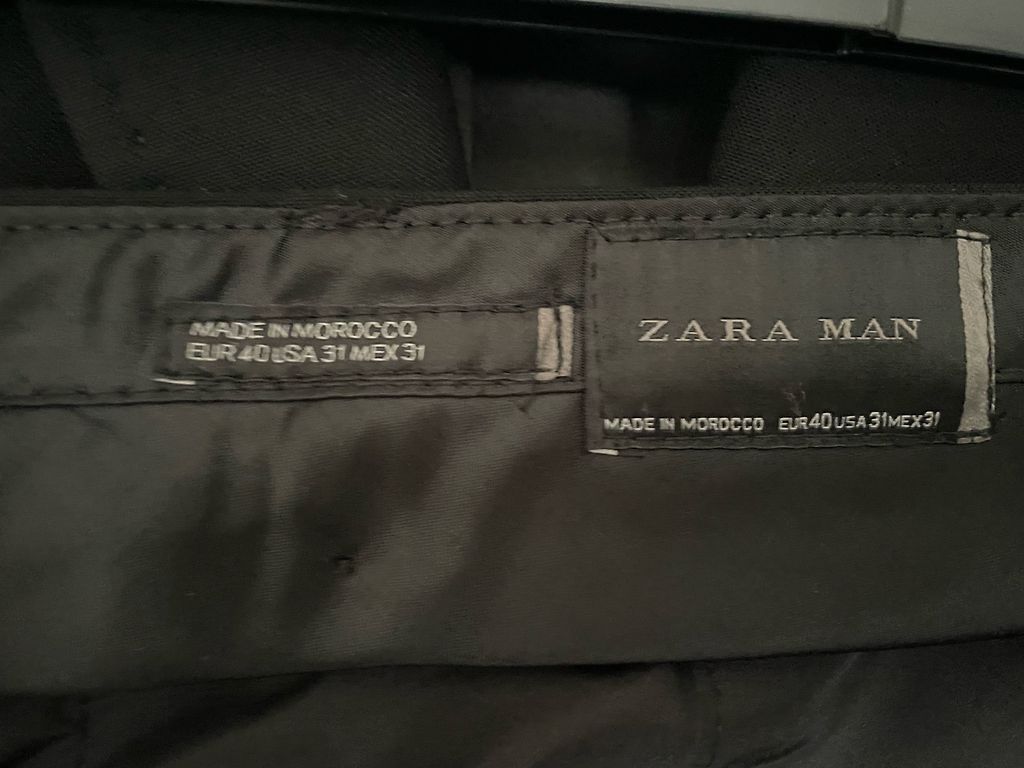 MADE IN MOROCCO
EUR 40 USA 31 MEX 31
ZARA MAN
MADE IN MOROCCO EUR 40 USA 31 MEX 31